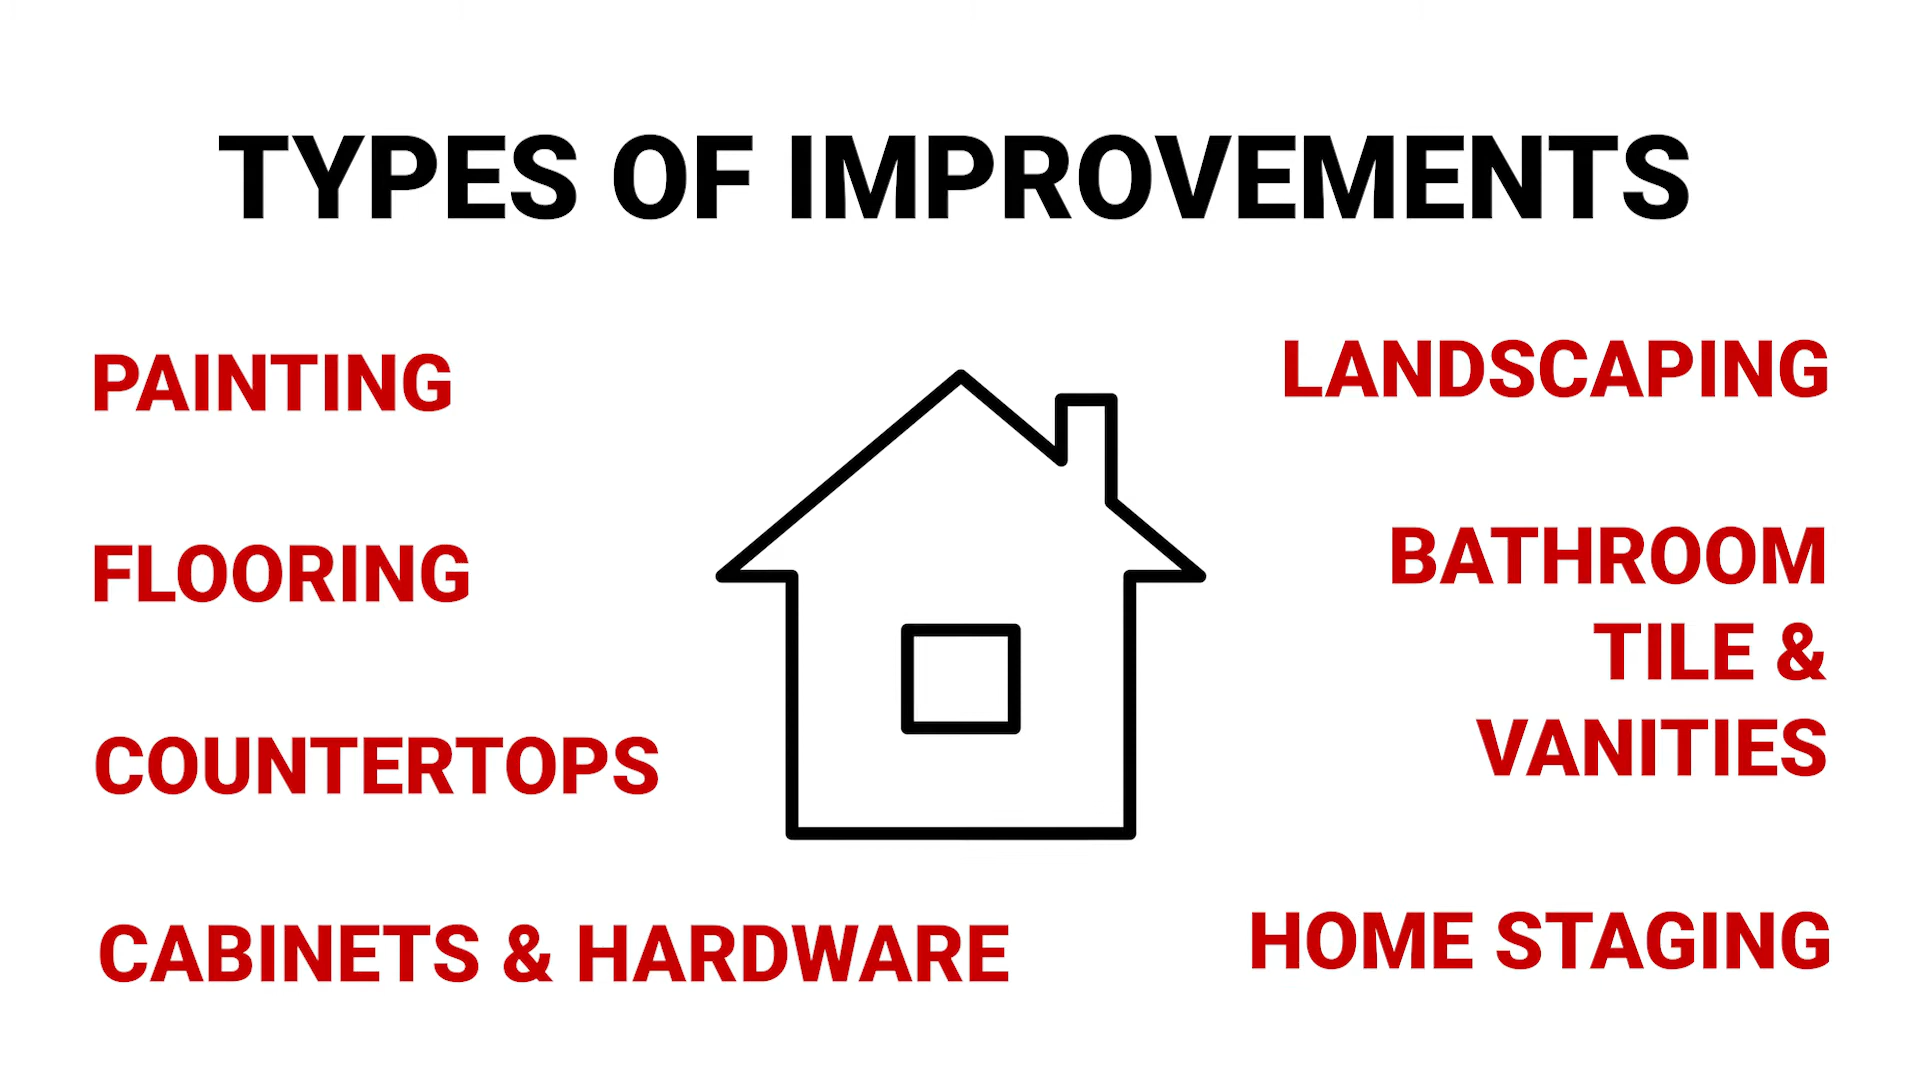 TYPES OF IMPROVEMENTS
PAINTING
FLOORING
COUNTERTOPS
CABINETS & HARDWARE
LANDSCAPING
BATHROOM
TILE &
VANITIES
HOME STAGING